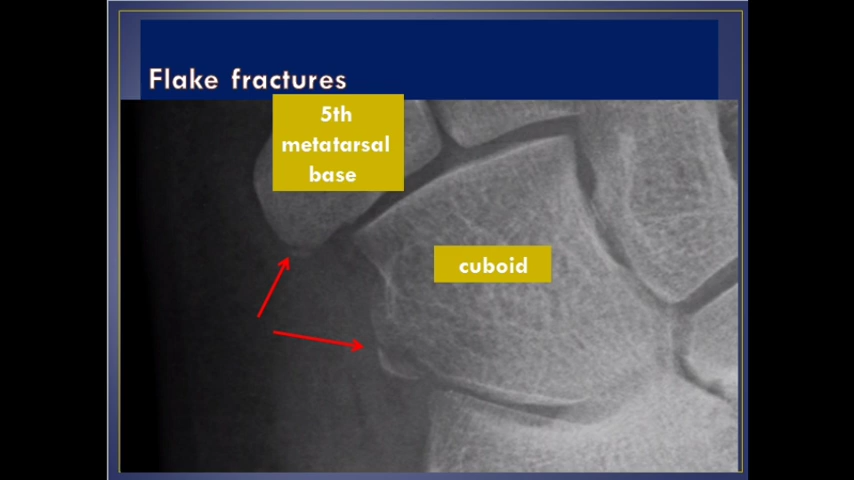 Flake fractures
5th
metatarsal
base
cuboid